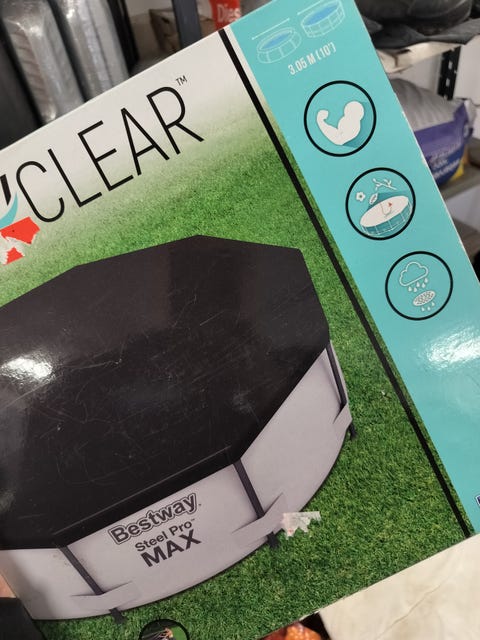 3.05 M (10')
CLEAR™
Bestway®
Steel Pro™
MAX